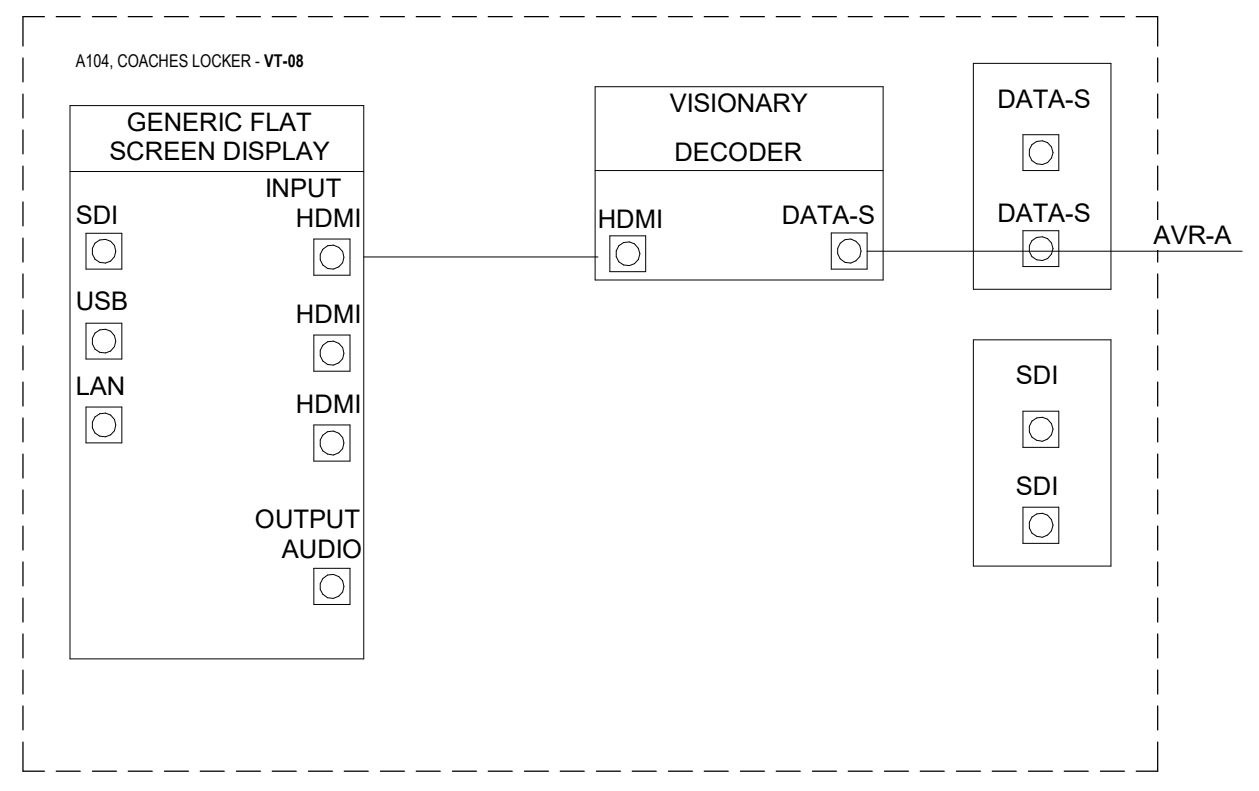 A104, COACHES LOCKER - VT-08
GENERIC FLAT
SCREEN DISPLAY
INPUT
SDI
HDMI
USB
HDMI
LAN
HDMI
OUTPUT
AUDIO
VISIONARY
DECODER
HDMI
DATA-S
DATA-S
DATA-S
AVR-A
SDI
SDI